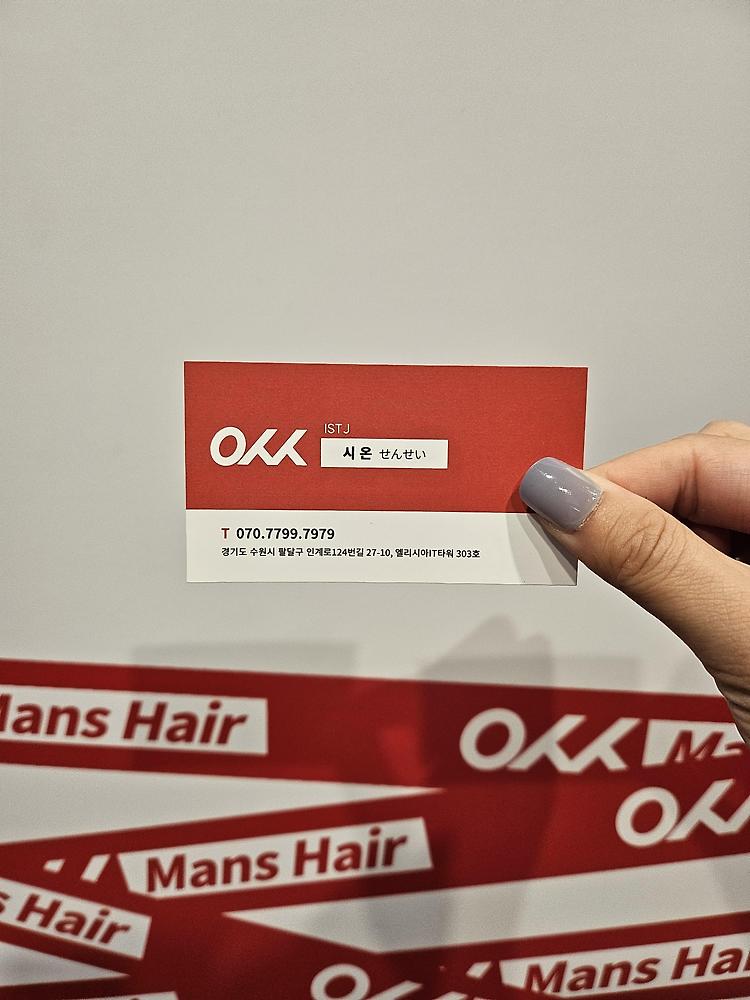 ISTJ
OKK 시온 せんせい
T 070.7799.7979
경기도 수원시 팔달구 인계로124번길 27-10, 엘리시아IT타워 303호
Mans Hair
OKK
OKK
Mans Hair
Hair
Mans Hair